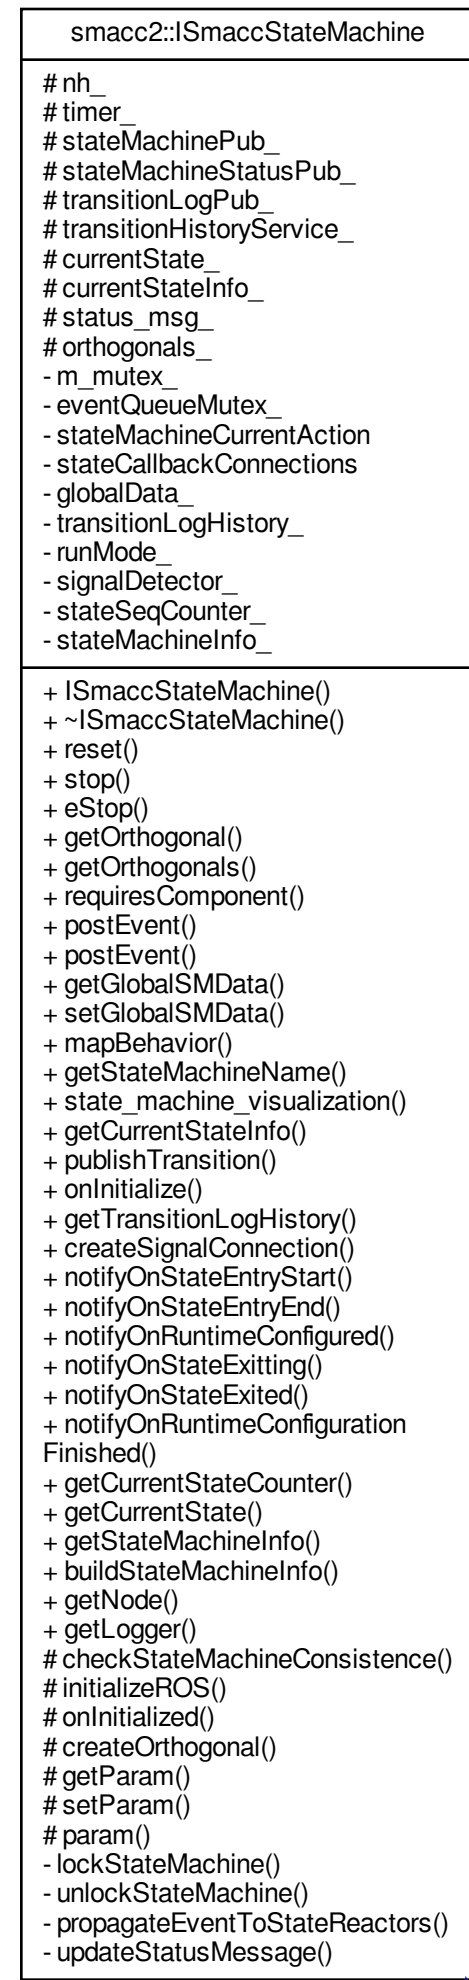 smacc2::ISmaccStateMachine
# nh_
# timer_
# stateMachinePub_
# stateMachineStatusPub_
# transitionLogPub_
# transitionHistoryService_
# currentState_
# currentStateInfo_
# status_msg_
# orthogonals_
- m_mutex_
- eventQueueMutex_
- stateMachineCurrentAction
- stateCallbackConnections
- globalData_
- transitionLogHistory_
- runMode_
- signalDetector_
- stateSeqCounter_
- stateMachineInfo_
+ ISmaccStateMachine()
+ ~ISmaccStateMachine()
+ reset()
+ stop()
+ eStop()
+ getOrthogonal()
+ getOrthogonals()
+ requiresComponent()
+ postEvent()
+ postEvent()
+ getGlobalSMData()
+ setGlobalSMData()
+ mapBehavior()
+ getStateMachineName()
+ state_machine_visualization()
+ getCurrentStateInfo()
+ publishTransition()
+ onInitialize()
+ getTransitionLogHistory()
+ createSignalConnection()
+ notifyOnStateEntryStart()
+ notifyOnStateEntryEnd()
+ notifyOnRuntimeConfigured()
+ notifyOnStateExitting()
+ notifyOnStateExited()
+ notifyOnRuntimeConfiguration
Finished()
+ getCurrentStateCounter()
+ getCurrentState()
+ getStateMachineInfo()
+ buildStateMachineInfo()
+ getNode()
+ getLogger()
# checkStateMachineConsistence()
# initializeROS()
# onInitialized()
# createOrthogonal()
# getParam()
# setParam()
# param()
- lockStateMachine()
- unlockStateMachine()
- propagateEventToStateReactors()
- updateStatusMessage()